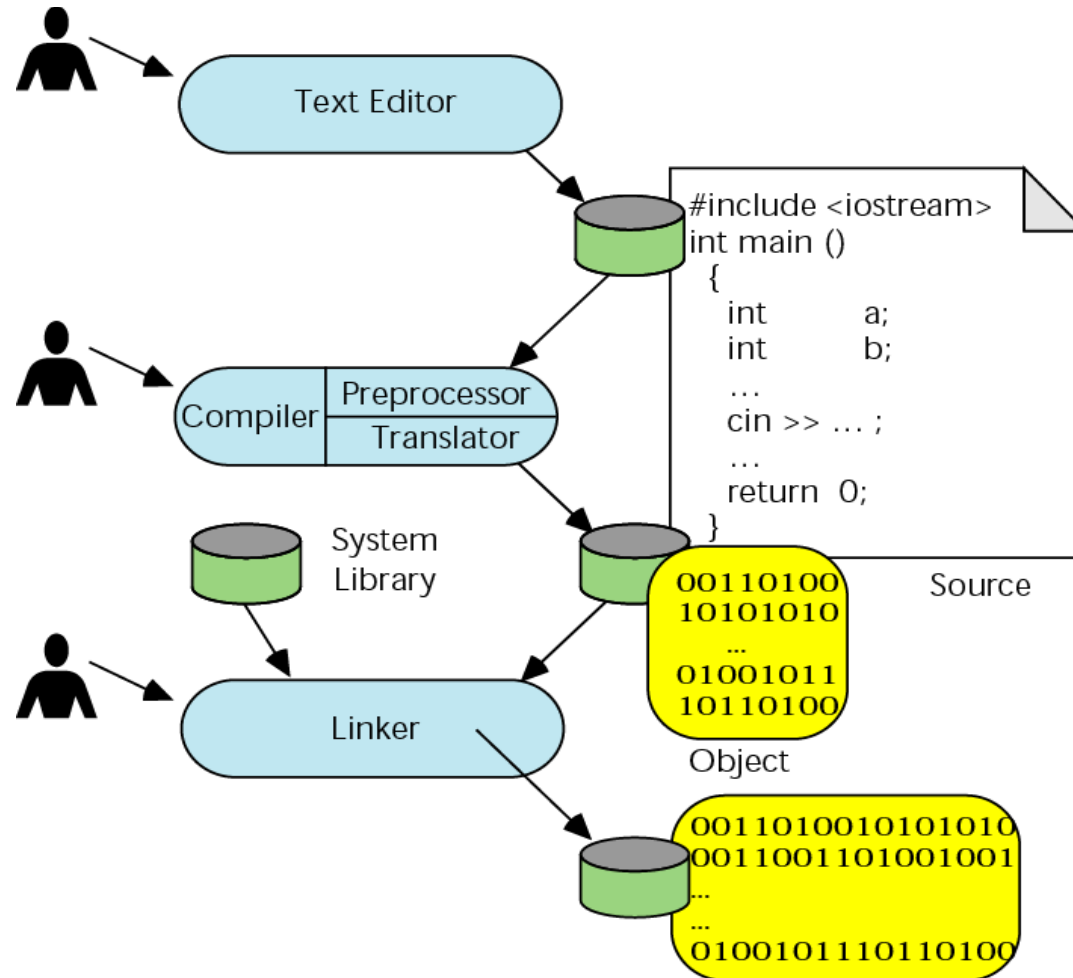 Text Editor
#include <iostream>
int main ()
{
int a;
int b;
...
cin >> ... ;
...
return 0;
}
Source
Compiler
Preprocessor
Translator
System
Library
00110100
10101010
...
01001011
10110100
Object
Linker
0011010010101010
0011001101001001
...
...
0100101110110100